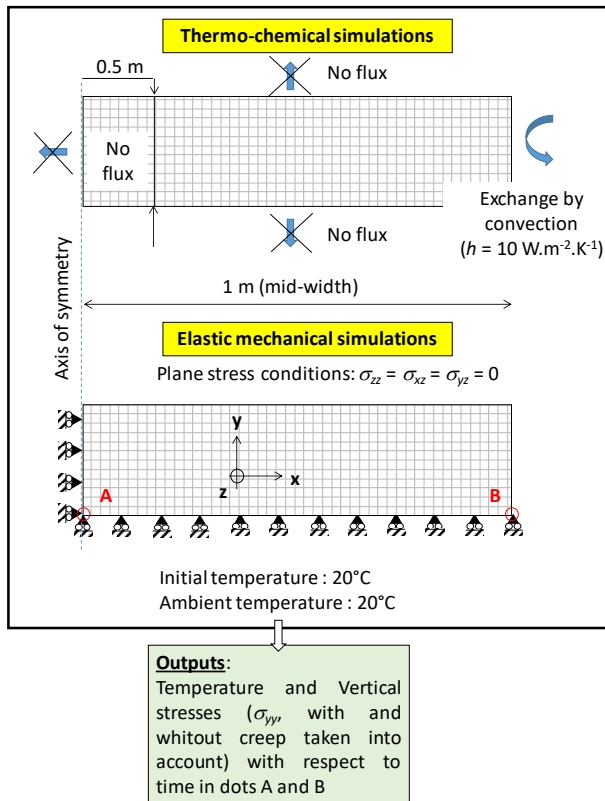 Thermo-chemical simulations
0.5 m
No flux
No
flux
Exchange by
convection
(h = 10 W.m-2.K-1)
No flux
Axis of symmetry
1 m (mid-width)
Elastic mechanical simulations
Plane stress conditions: σzz = σxz = σyz = 0
y
x
z
A
B
Initial temperature : 20°C
Ambient temperature : 20°C
Outputs:
Temperature and Vertical
stresses (σyy, with and
whitout creep taken into
account) with respect to
time in dots A and B